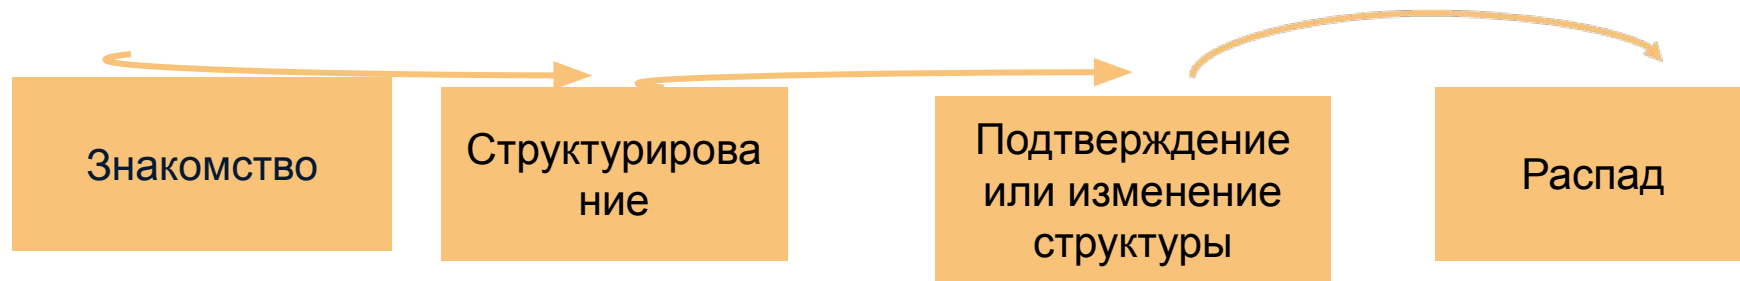 Знакомство
Структурирова
ние
Подтверждение
или изменение
структуры
Распад